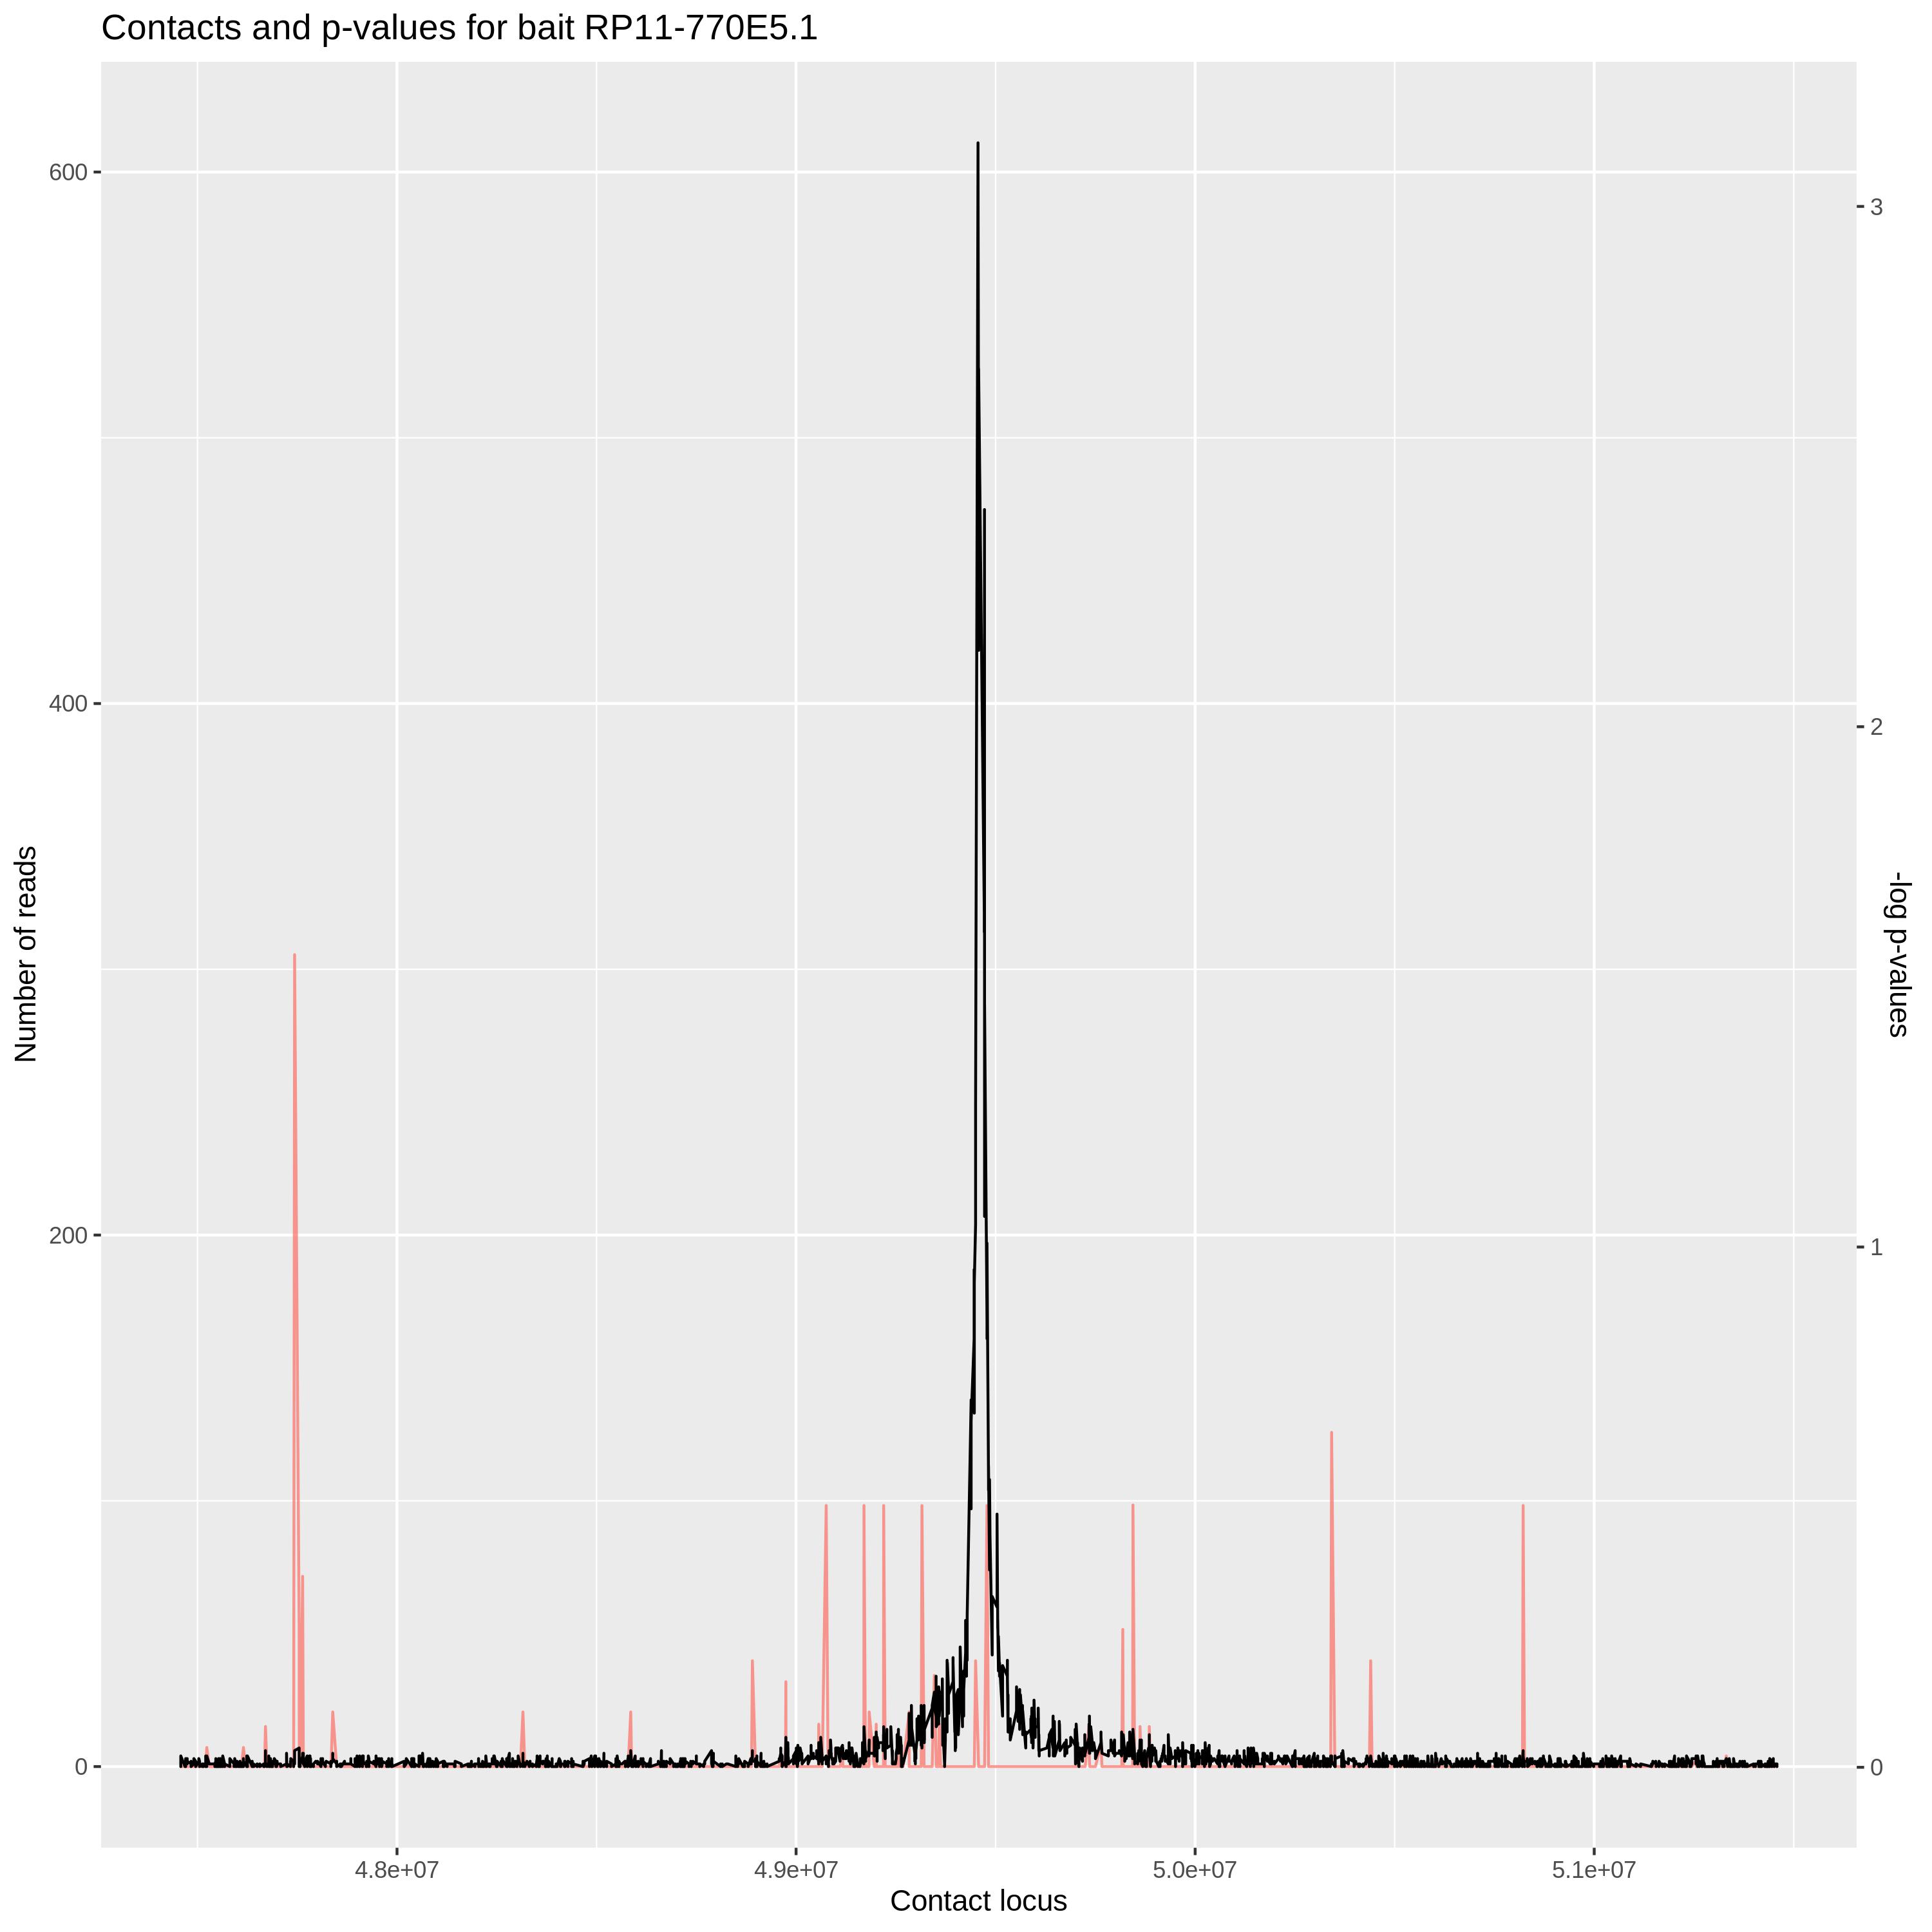 Contacts and p-values for bait RP11-770E5.1
600
400
200
0
Number of reads
3
2
1
0
-log p-values
4.8e+07
4.9e+07
5.0e+07
5.1e+07
Contact locus